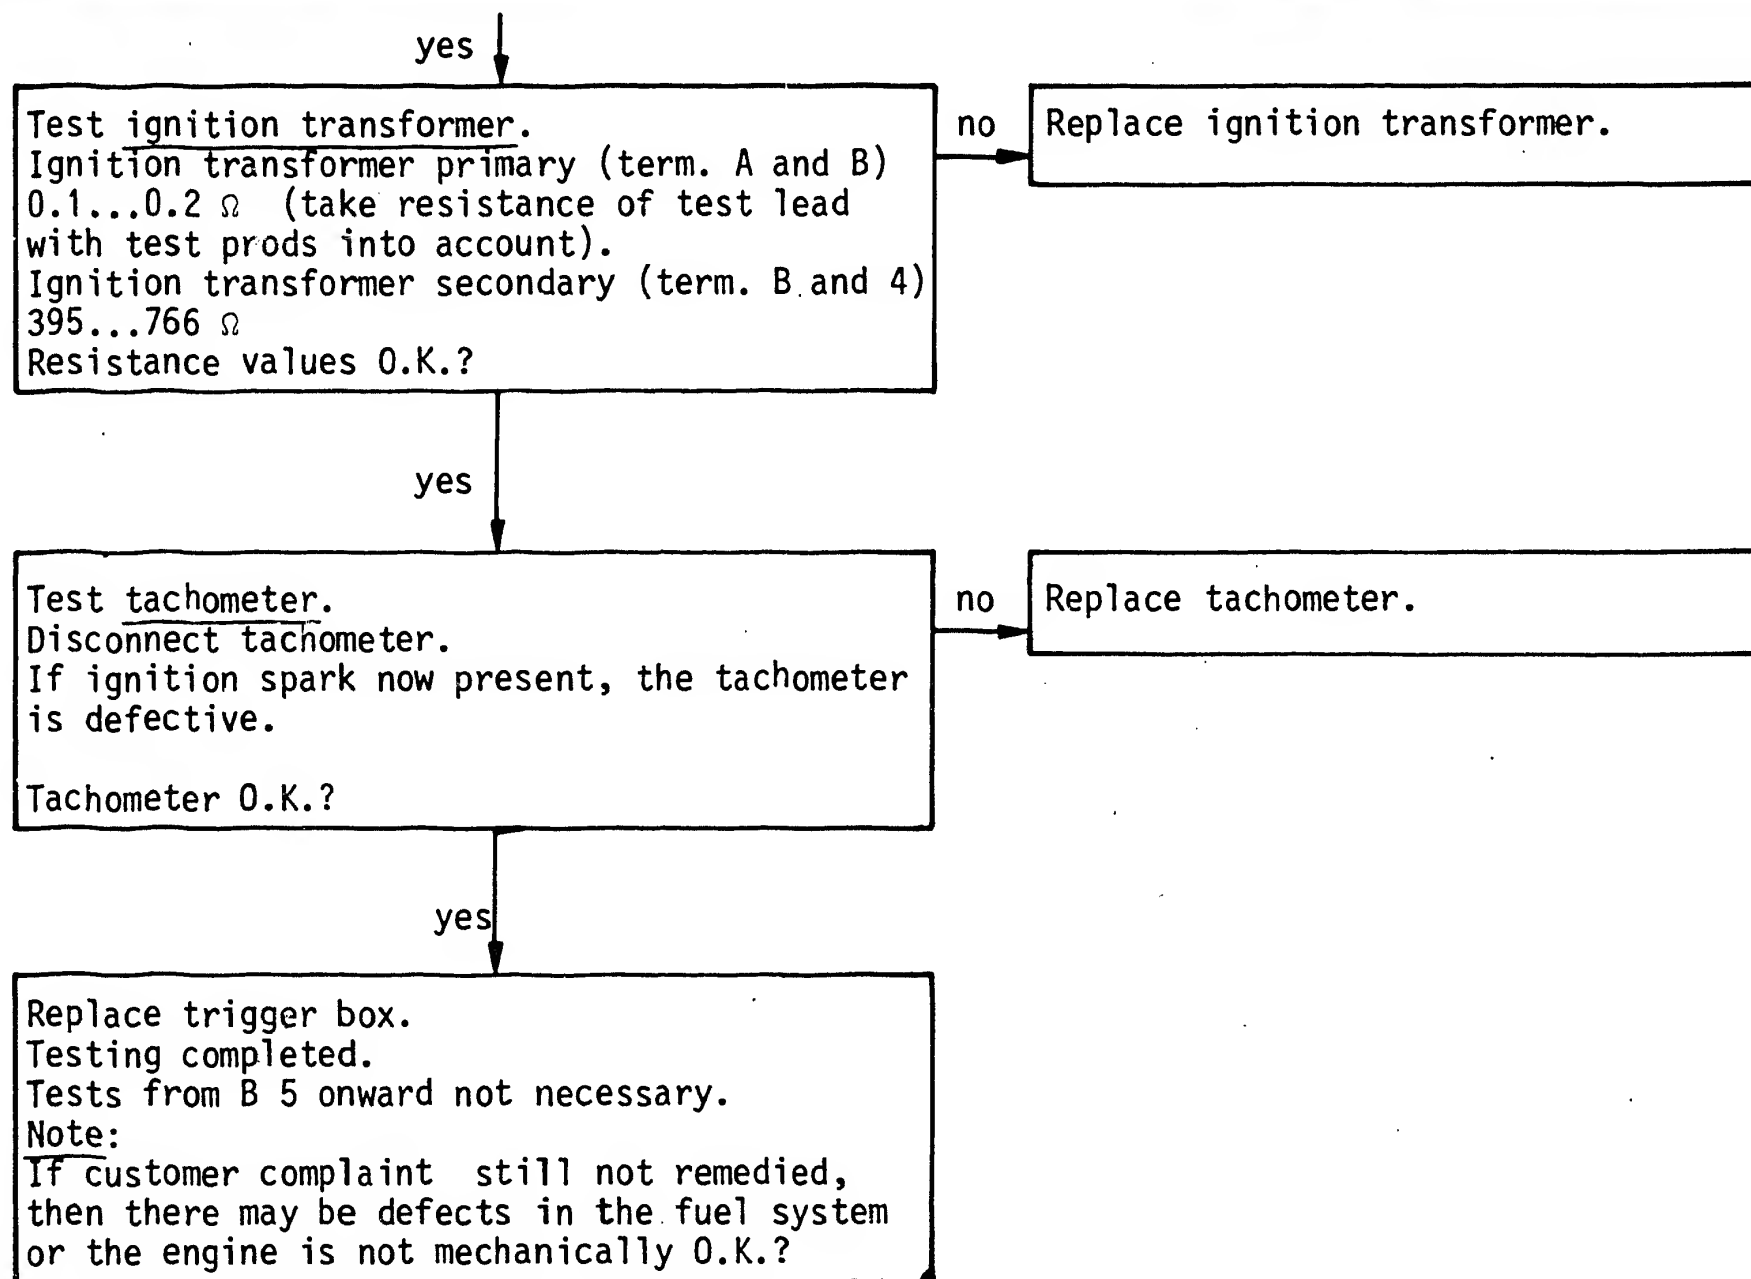 yes
Test ignition transformer.
Ignition transformer primary (term. A and B)
0.1...0.2 Ω (take resistance of test lead
with test prods into account).
Ignition transformer secondary (term. B and 4)
395...766 Ω
Resistance values O.K.?
no
Replace ignition transformer.
yes
Test tachometer.
Disconnect tachometer.
If ignition spark now present, the tachometer
is defective.
Tachometer O.K.?
no
Replace tachometer.
yes
Replace trigger box.
Testing completed.
Tests from B 5 onward not necessary.
Note:
If customer complaint still not remedied,
then there may be defects in the fuel system
or the engine is not mechanically O.K.?